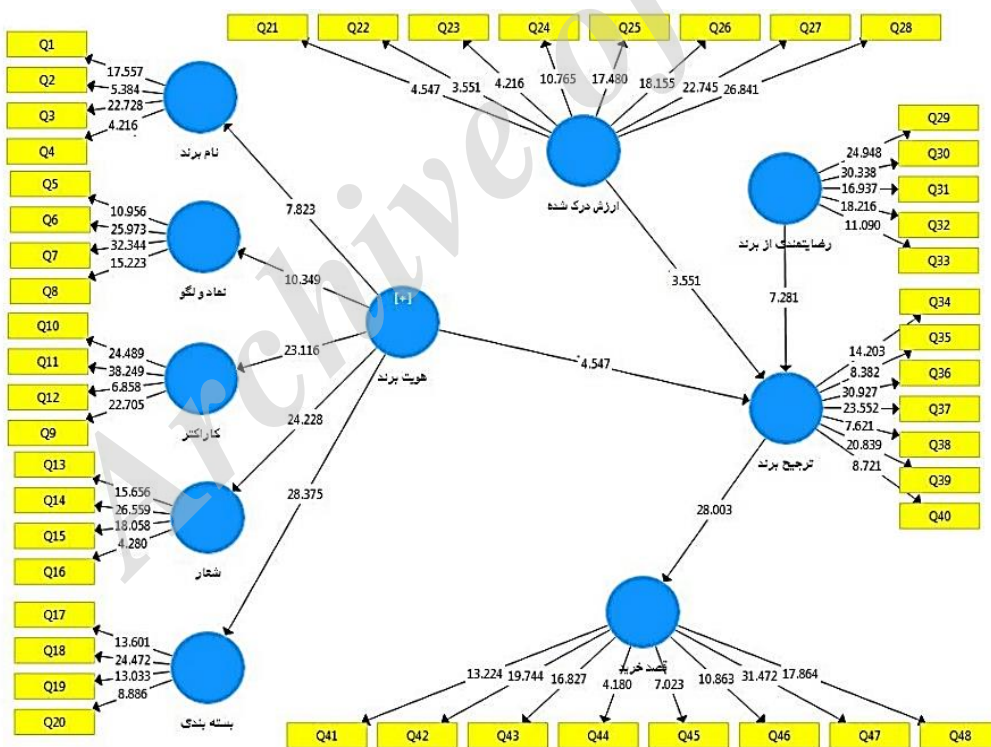 Q21 Q22 Q23 Q24 Q25 Q26 Q27 Q28
4.547 3.551 4.216 10.765 17.480 18.155 22.745 26.841
ارزش درک شده
Q1
Q2
Q3
Q4
17.557
5.384
22.728
4.216
نام برند
Q5
Q6
Q7
Q8
10.956
25.973
32.344
15.223
نماد و لگو
Q10
Q11
Q12
Q9
24.489
38.249
6.858
22.705
کاراکتر
Q13
Q14
Q15
Q16
15.656
26.559
18.058
4.280
شعار
Q17
Q18
Q19
Q20
13.601
24.472
13.033
8.886
بسته بندی
7.823
10.349
23.116
24.228
28.375
[+]
هویت برند
4.547
3.551
7.281
Q29
Q30
Q31
Q32
Q33
24.948
30.338
16.937
18.216
11.090
رضایتمندی از برند
Q34
Q35
Q36
Q37
Q38
Q39
Q40
14.203
8.382
30.927
23.552
7.621
20.839
8.721
ترجیح برند
28.003
قصد خرید
13.224 19.744 16.827 4.180 7.023 10.863 31.472 17.864
Q41 Q42 Q43 Q44 Q45 Q46 Q47 Q48
Archive of